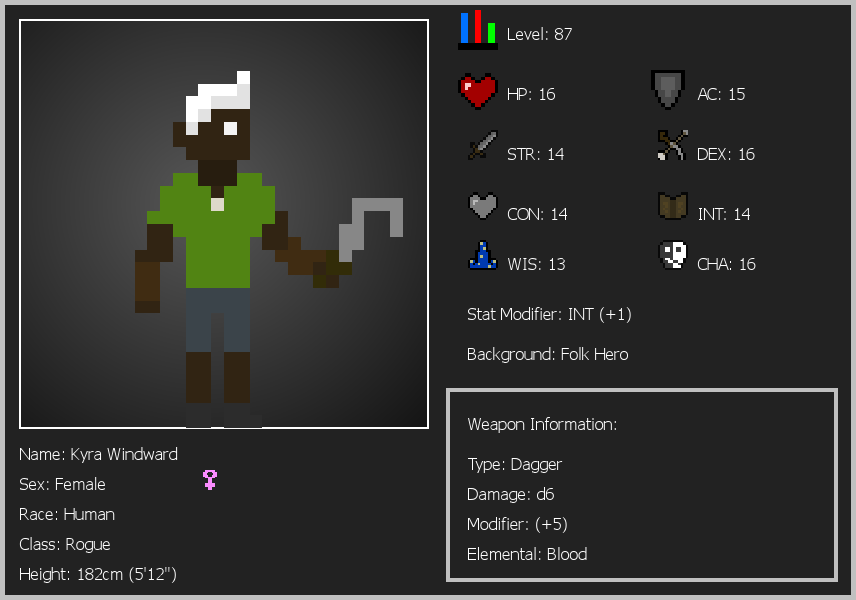 Level: 87
HP: 16
AC: 15
STR: 14
DEX: 16
CON: 14
INT: 14
WIS: 13
CHA: 16
Stat Modifier: INT (+1)
Background: Folk Hero
Weapon Information:
Type: Dagger
Damage: d6
Modifier: (+5)
Elemental: Blood
Name: Kyra Windward
Sex: Female
Race: Human
Class: Rogue
Height: 182cm (5'12")